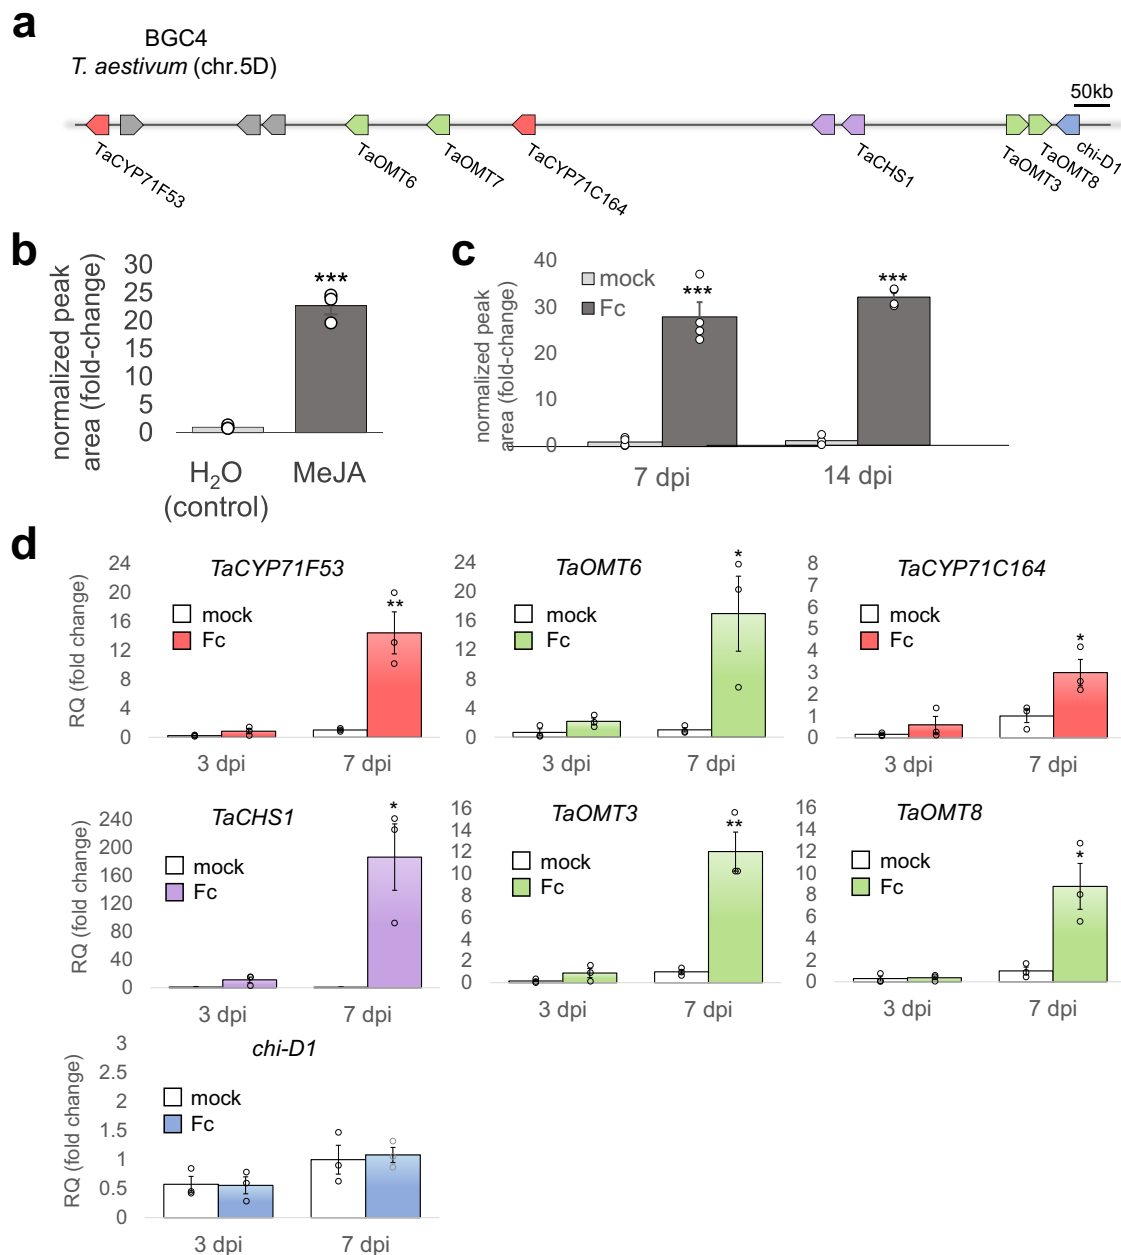 a
BGC4
T. aestivum (chr.5D)
50kb
TaCYP71F53
TaOMT6
TaOMT7
TaCYP71C164
TaCHS1
TaOMT3
TaOMT8
chi-D1
b
normalized peak
area (fold-change)
30
25
20
15
10
5
0
***
H₂O
(control)
MeJA
c
normalized peak
area (fold-change)
40
30
20
10
0
mock
Fc
***
***
7 dpi
14 dpi
d
RQ (fold change)
24
20
16
12
8
4
0
TaCYP71F53
mock
Fc
**
3 dpi
7 dpi
24
20
16
12
8
4
0
TaOMT6
mock
Fc
*
3 dpi
7 dpi
8
7
6
5
4
3
2
1
0
TaCYP71C164
mock
Fc
*
3 dpi
7 dpi
RQ (fold change)
240
200
160
120
80
40
0
TaCHS1
mock
Fc
*
3 dpi
7 dpi
16
14
12
10
8
6
4
2
0
TaOMT3
mock
Fc
**
3 dpi
7 dpi
16
14
12
10
8
6
4
2
0
TaOMT8
mock
Fc
*
3 dpi
7 dpi
RQ (fold change)
3
2.5
2
1.5
1
0.5
0
chi-D1
mock
Fc
3 dpi
7 dpi